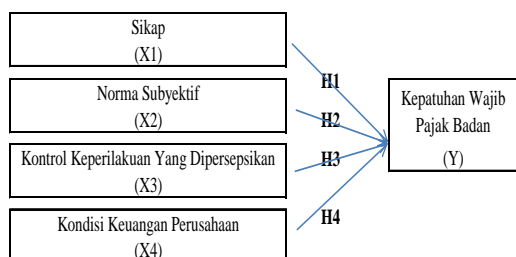 Sikap
(X1)
H1
Norma Subyektif
(X2)
H2
Kontrol Keperilakuan Yang Dipersepsikan
(X3)
H3
Kondisi Keuangan Perusahaan
(X4)
H4
Kepatuhan Wajib
Pajak Badan
(Y)